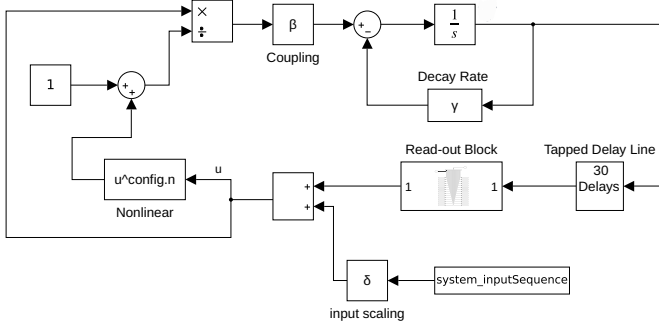 ×
÷
β
Coupling
+
−
1
s
Decay Rate
γ
1
+
+
u^config.n
Nonlinear
u
+
+
Read-out Block
1
1
Tapped Delay Line
30
Delays
δ
input scaling
system_inputSequence